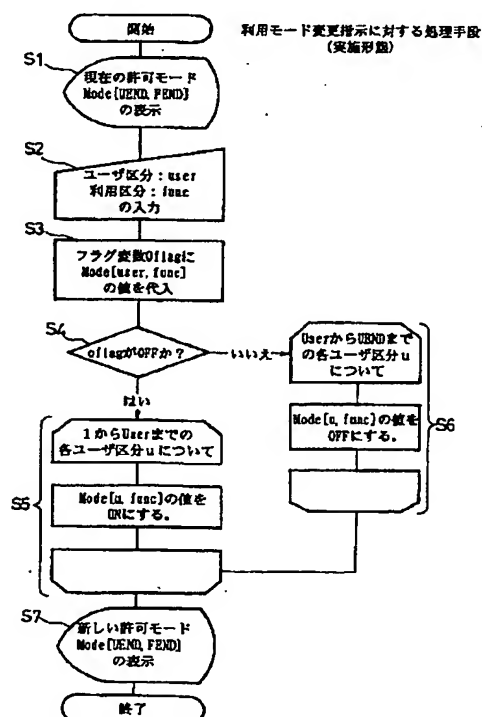 開始
利用モード変更指示に対する処理手段
(実施形態)
S1
現在の許可モード
Mode[UEND, FEND]
の表示
S2
ユーザ区分:user
利用区分:func
の入力
S3
フラグ変数Oflagに
Mode[user, func]
の値を代入
S4
oflagがOFFか?
いいえ
はい
UserからUENDまで
の各ユーザ区分u
について
Mode[u, func]の値を
OFFにする。
S6
S5
1からUserまでの
各ユーザ区分uについて
Mode[u, func]の値を
ONにする。
S7
新しい許可モード
Mode[UEND, FEND]
の表示
終了